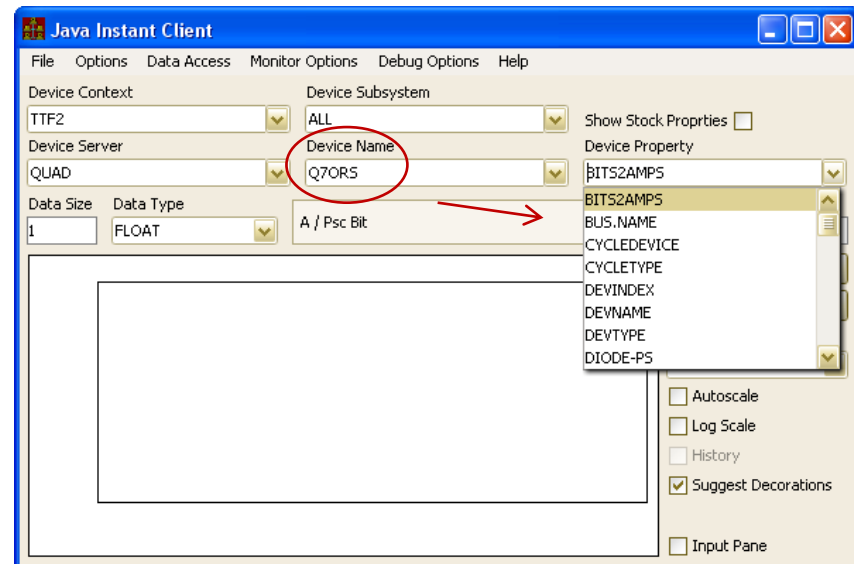 Java Instant Client
File Options Data Access Monitor Options Debug Options Help
Device Context Device Subsystem
TTF2 ALL Show Stock Proprties
Device Server Device Name Device Property
QUAD Q7ORS BITS2AMPS
Data Size Data Type
1 FLOAT A / Psc Bit
BITS2AMPS
BUS.NAME
CYCLEDEVICE
CYCLETYPE
DEVINDEX
DEVNAME
DEVTYPE
DIODE-PS
Autoscale
Log Scale
History
Suggest Decorations
Input Pane